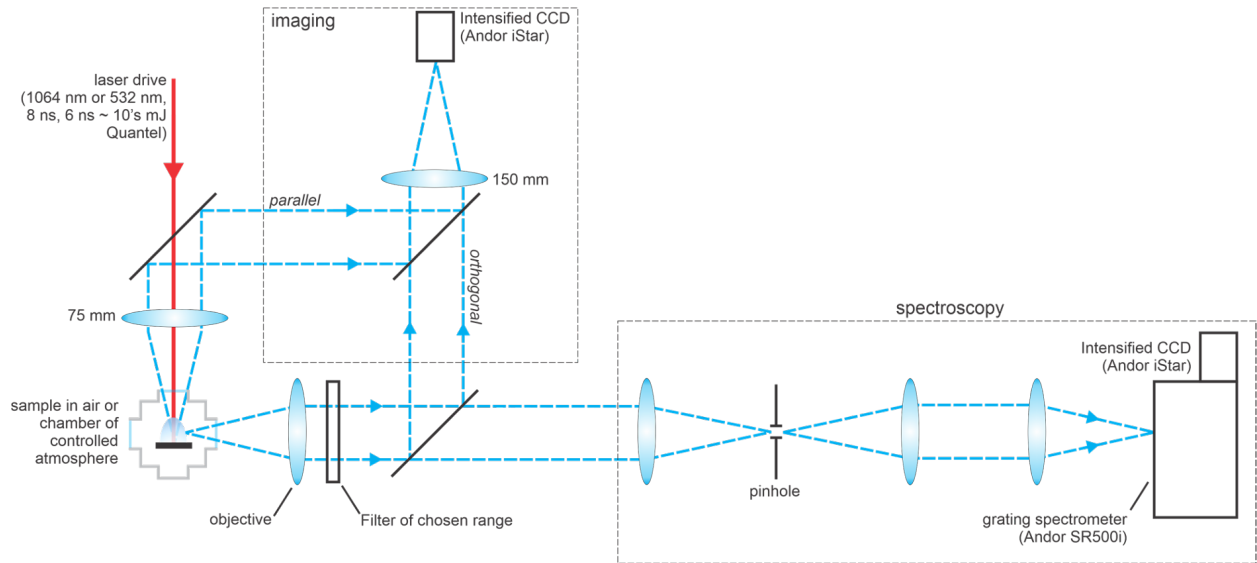 imaging
Intensified CCD
(Andor iStar)
laser drive
(1064 nm or 532 nm,
8 ns, 6 ns ~ 10's mJ
Quantel)
150 mm
parallel
orthogonal
75 mm
spectroscopy
Intensified CCD
(Andor iStar)
sample in air or
chamber of
controlled
atmosphere
pinhole
objective
Filter of chosen range
grating spectrometer
(Andor SR500i)